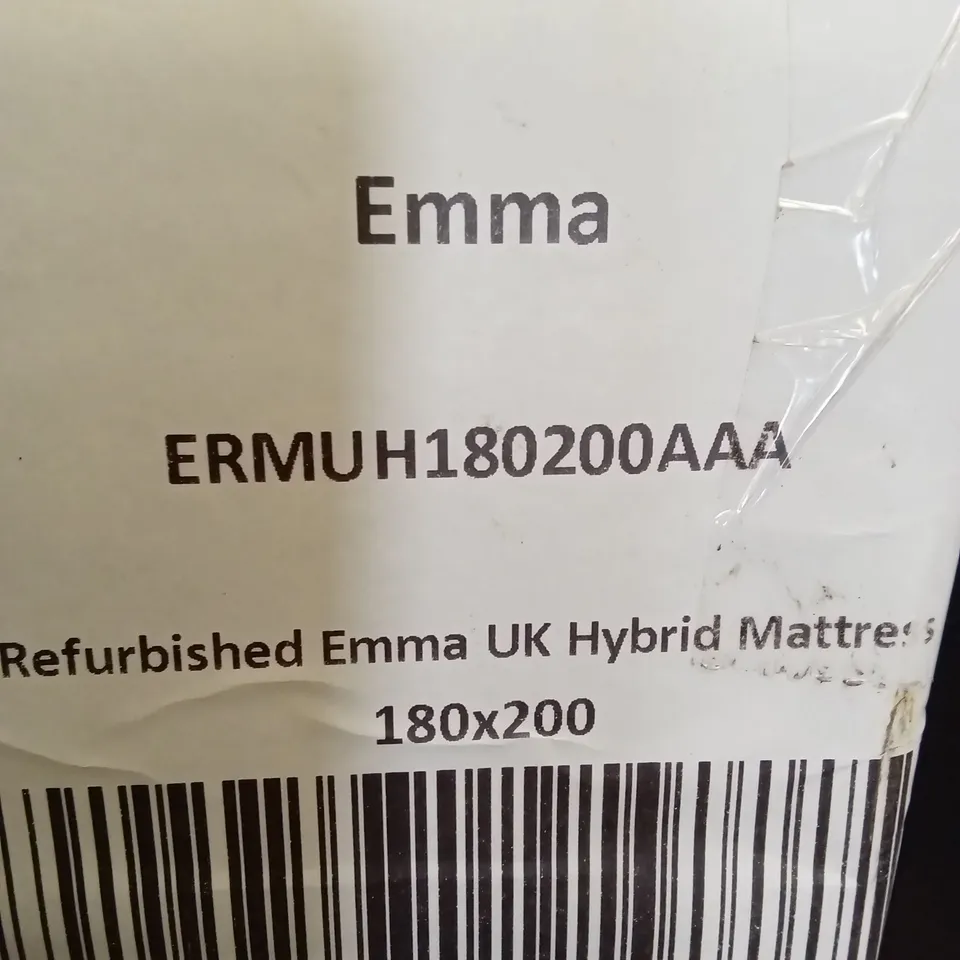 Emma
ERMUH180200AAA
Refurbished Emma UK Hybrid Mattress
180x200